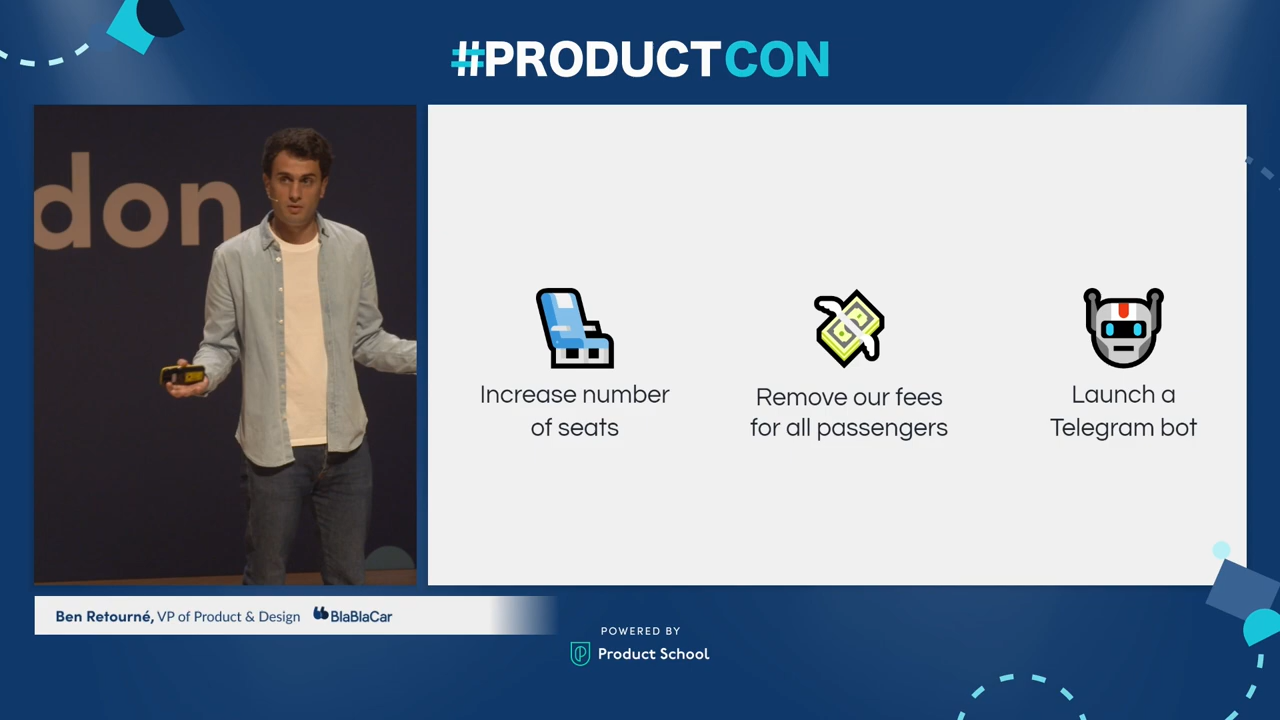 #PRODUCTCON
don
Increase number
of seats
Remove our fees
for all passengers
Launch a
Telegram bot
Ben Retourné, VP of Product & Design BlaBlaCar
POWERED BY
Product School